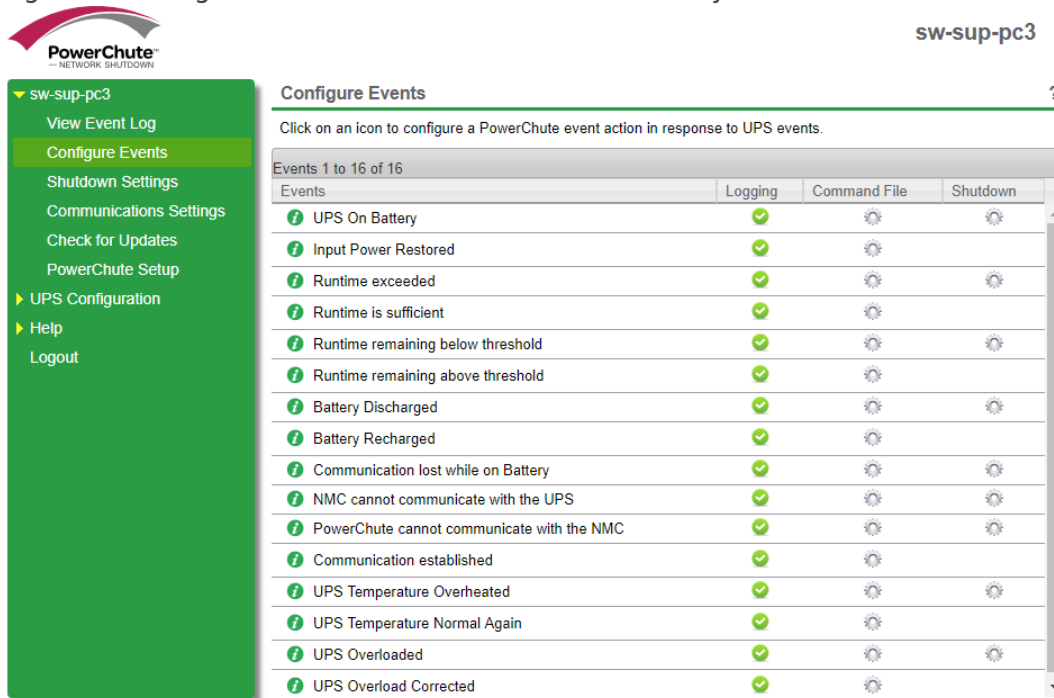 sw-sup-pc3
PowerChute™
— NETWORK SHUTDOWN
sw-sup-pc3
View Event Log
Configure Events
Shutdown Settings
Communications Settings
Check for Updates
PowerChute Setup
UPS Configuration
Help
Logout
Configure Events
?
Click on an icon to configure a PowerChute event action in response to UPS events.
Events 1 to 16 of 16
Events Logging Command File Shutdown
UPS On Battery
Input Power Restored
Runtime exceeded
Runtime is sufficient
Runtime remaining below threshold
Runtime remaining above threshold
Battery Discharged
Battery Recharged
Communication lost while on Battery
NMC cannot communicate with the UPS
PowerChute cannot communicate with the NMC
Communication established
UPS Temperature Overheated
UPS Temperature Normal Again
UPS Overloaded
UPS Overload Corrected